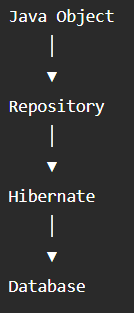 Java Object
│
▼
Repository
│
▼
Hibernate
│
▼
Database